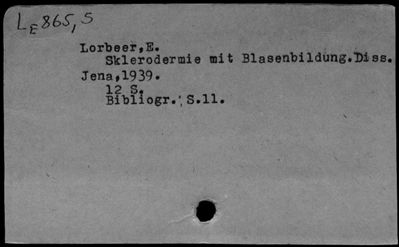 LE 865,5
Lorbeer,E.
Sklerodermie mit Blasenbildung.Diss.
Jena,1939.
12 S.
Bibliogr.: S.11.